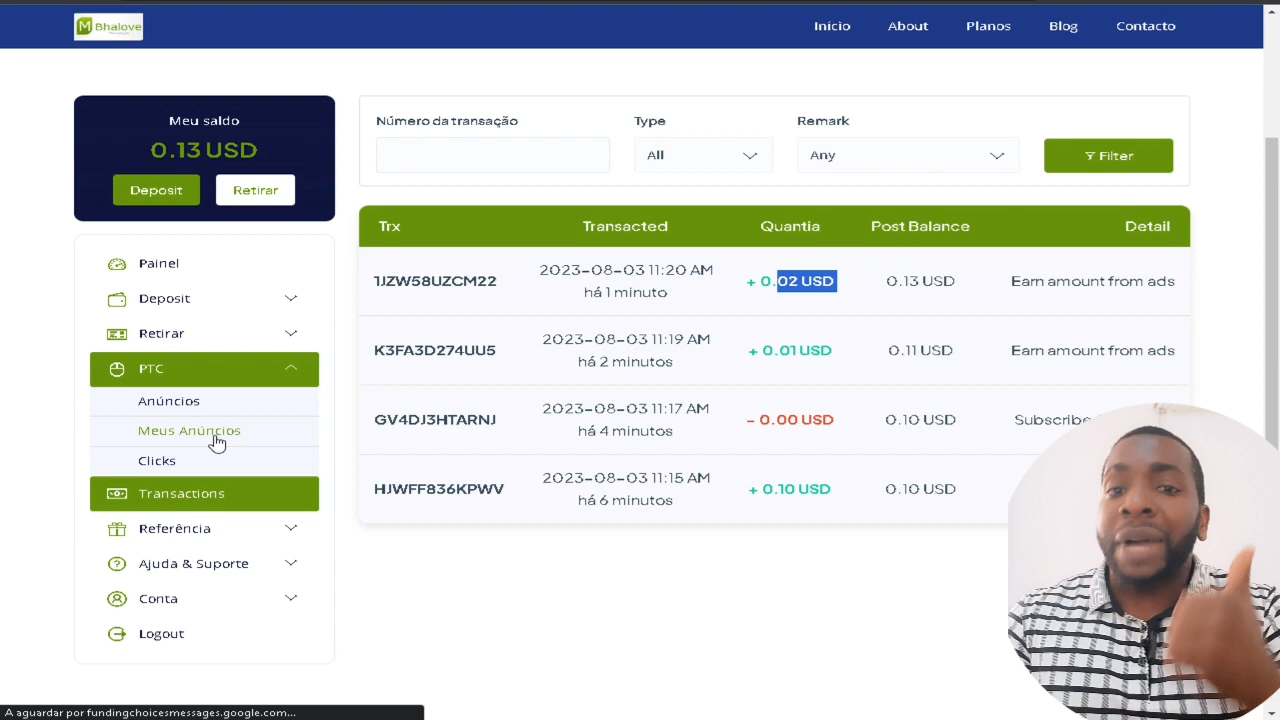 M Bhalove
Início About Planos Blog Contacto
Meu saldo
0.13 USD
Deposit Retirar
Número da transação Type Remark
All Any Filter
Painel
Deposit
Retirar
PTC
Anúncios
Meus Anúncios
Clicks
Transactions
Referência
Ajuda & Suporte
Conta
Logout
Trx Transacted Quantia Post Balance Detail
1JZW58UZCM22 2023-08-03 11:20 AM + 0.02 USD 0.13 USD Earn amount from ads
há 1 minuto
K3FA3D274UU5 2023-08-03 11:19 AM + 0.01 USD 0.11 USD Earn amount from ads
há 2 minutos
GV4DJ3HTARNJ 2023-08-03 11:17 AM - 0.00 USD 0.10 USD Subscribe
há 4 minutos
HJWFF836KPWV 2023-08-03 11:15 AM + 0.10 USD 0.10 USD
há 6 minutos
A aguardar por fundingchoicesmessages.google.com...